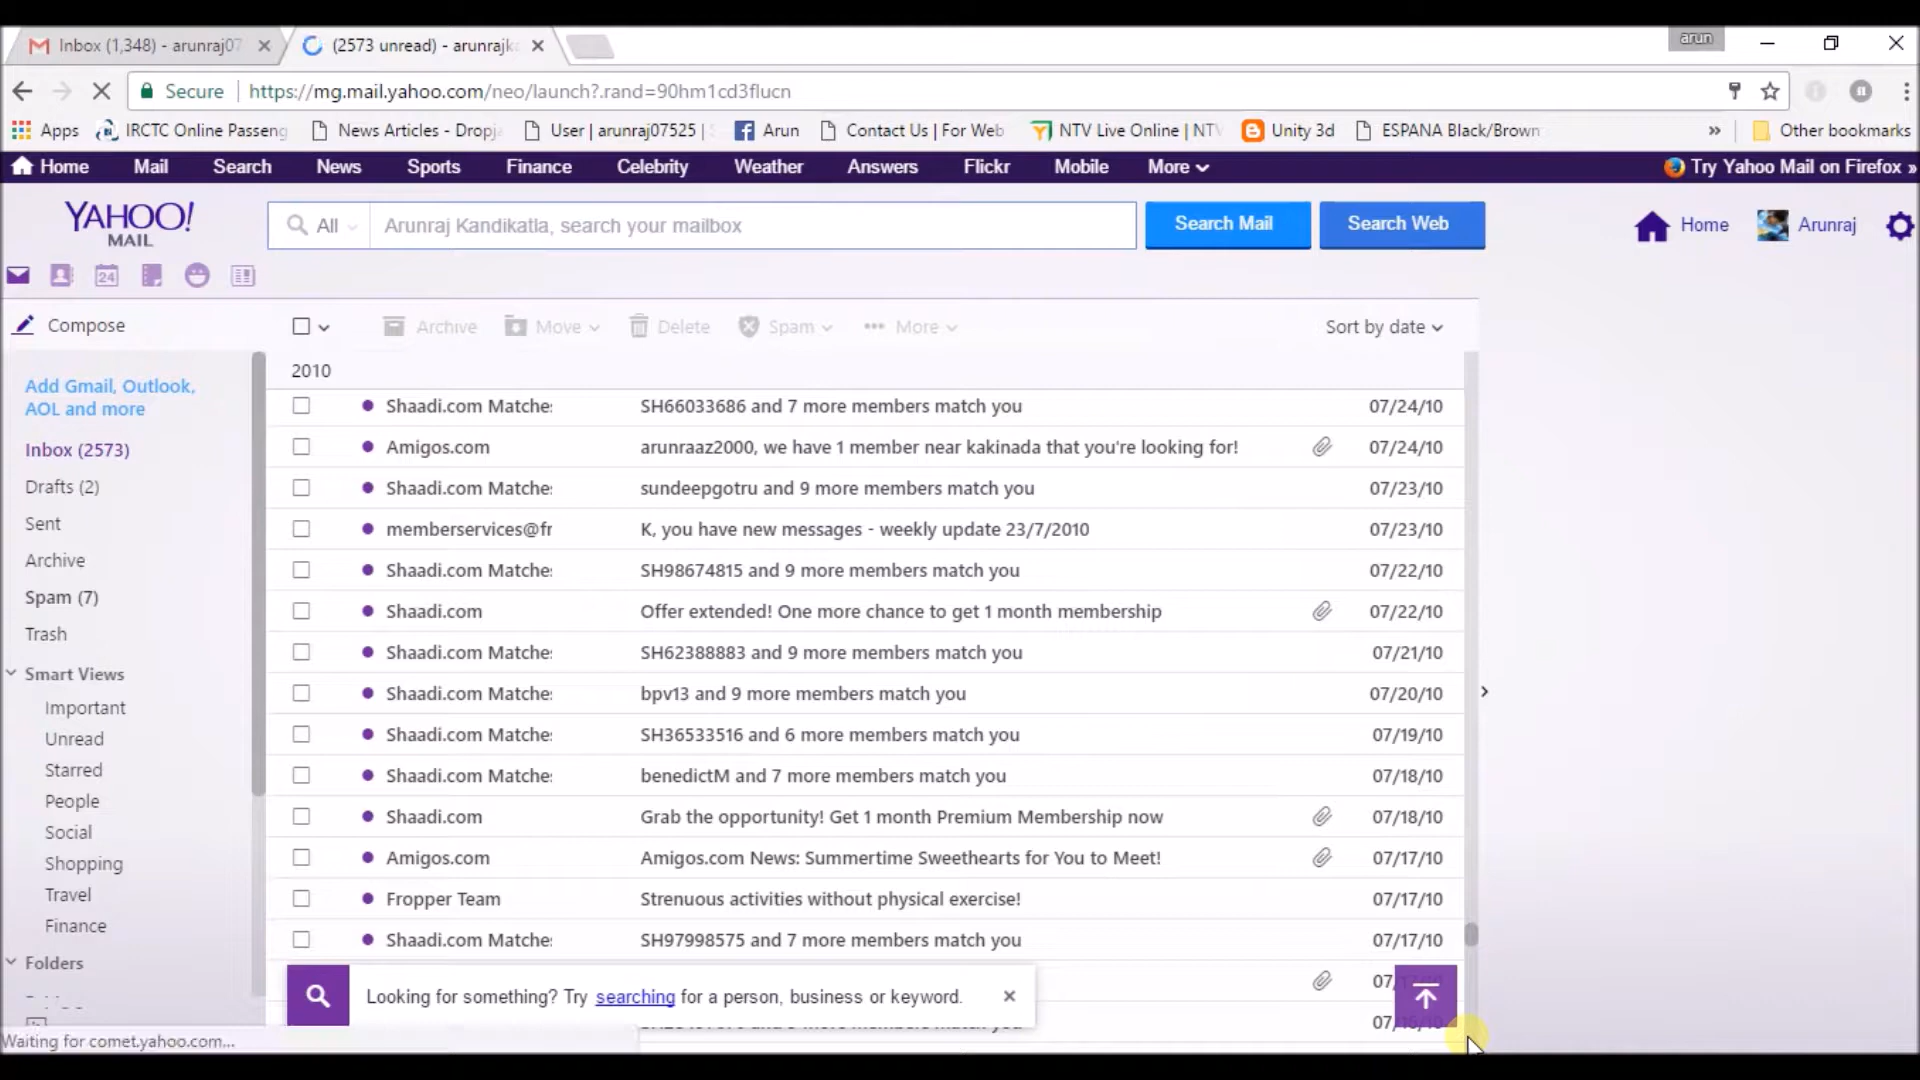 Inbox (1,348) - arunraj07
(2573 unread) - arunrajk
arun
Secure
https://mg.mail.yahoo.com/neo/launch?.rand=90hm1cd3flucn
Apps
IRCTC Online Passeng
News Articles - Dropj
User | arunraj07525 |
Arun
Contact Us | For Web
NTV Live Online | NTV
Unity 3d
ESPANA Black/Brown
»
Other bookmarks
Home Mail Search News Sports Finance Celebrity Weather Answers Flickr Mobile More
Try Yahoo Mail on Firefox »
YAHOO!
MAIL
All
Arunraj Kandikatla, search your mailbox
Search Mail
Search Web
Home
Arunraj
24
Compose
Archive Move Delete Spam ••• More
Sort by date
Add Gmail, Outlook,
AOL and more
Inbox (2573)
Drafts (2)
Sent
Archive
Spam (7)
Trash
Smart Views
Important
Unread
Starred
People
Social
Shopping
Travel
Finance
Folders
2010
Shaadi.com Matche: SH66033686 and 7 more members match you 07/24/10
Amigos.com arunraaz2000, we have 1 member near kakinada that you're looking for! 07/24/10
Shaadi.com Matche: sundeepgotru and 9 more members match you 07/23/10
memberservices@fr K, you have new messages - weekly update 23/7/2010 07/23/10
Shaadi.com Matche: SH98674815 and 9 more members match you 07/22/10
Shaadi.com Offer extended! One more chance to get 1 month membership 07/22/10
Shaadi.com Matche: SH62388883 and 9 more members match you 07/21/10
Shaadi.com Matche: bpv13 and 9 more members match you 07/20/10
Shaadi.com Matche: SH36533516 and 6 more members match you 07/19/10
Shaadi.com Matche: benedictM and 7 more members match you 07/18/10
Shaadi.com Grab the opportunity! Get 1 month Premium Membership now 07/18/10
Amigos.com Amigos.com News: Summertime Sweethearts for You to Meet! 07/17/10
Fropper Team Strenuous activities without physical exercise! 07/17/10
Shaadi.com Matche: SH97998575 and 7 more members match you 07/17/10
Looking for something? Try searching for a person, business or keyword.
Waiting for comet.yahoo.com...